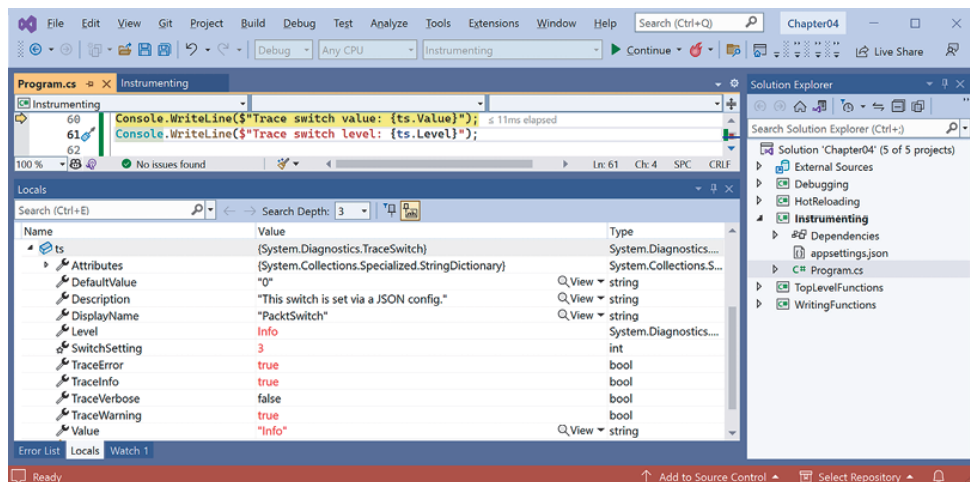 File Edit View Git Project Build Debug Test Analyze Tools Extensions Window Help Search (Ctrl+Q) Chapter04
Debug Any CPU Instrumenting Continue Live Share
Program.cs Instrumenting
Instrumenting
60 Console.WriteLine($"Trace switch value: {ts.Value}"); ≤ 11ms elapsed
61 Console.WriteLine($"Trace switch level: {ts.Level}");
62
100 % No issues found Ln: 61 Ch: 4 SPC CRLF
Locals
Search (Ctrl+E) Search Depth: 3
Name Value Type
ts {System.Diagnostics.TraceSwitch} System.Diagnostics....
Attributes {System.Collections.Specialized.StringDictionary} System.Collections.S...
DefaultValue "0" View string
Description "This switch is set via a JSON config." View string
DisplayName "PacktSwitch" View string
Level Info System.Diagnostics....
SwitchSetting 3 int
TraceError true bool
TraceInfo true bool
TraceVerbose false bool
TraceWarning true bool
Value "Info" View string
Error List Locals Watch 1
Solution Explorer
Search Solution Explorer (Ctrl+;)
Solution 'Chapter04' (5 of 5 projects)
External Sources
C# Debugging
C# HotReloading
C# Instrumenting
Dependencies
appsettings.json
C# Program.cs
C# TopLevelFunctions
C# WritingFunctions
Ready Add to Source Control Select Repository